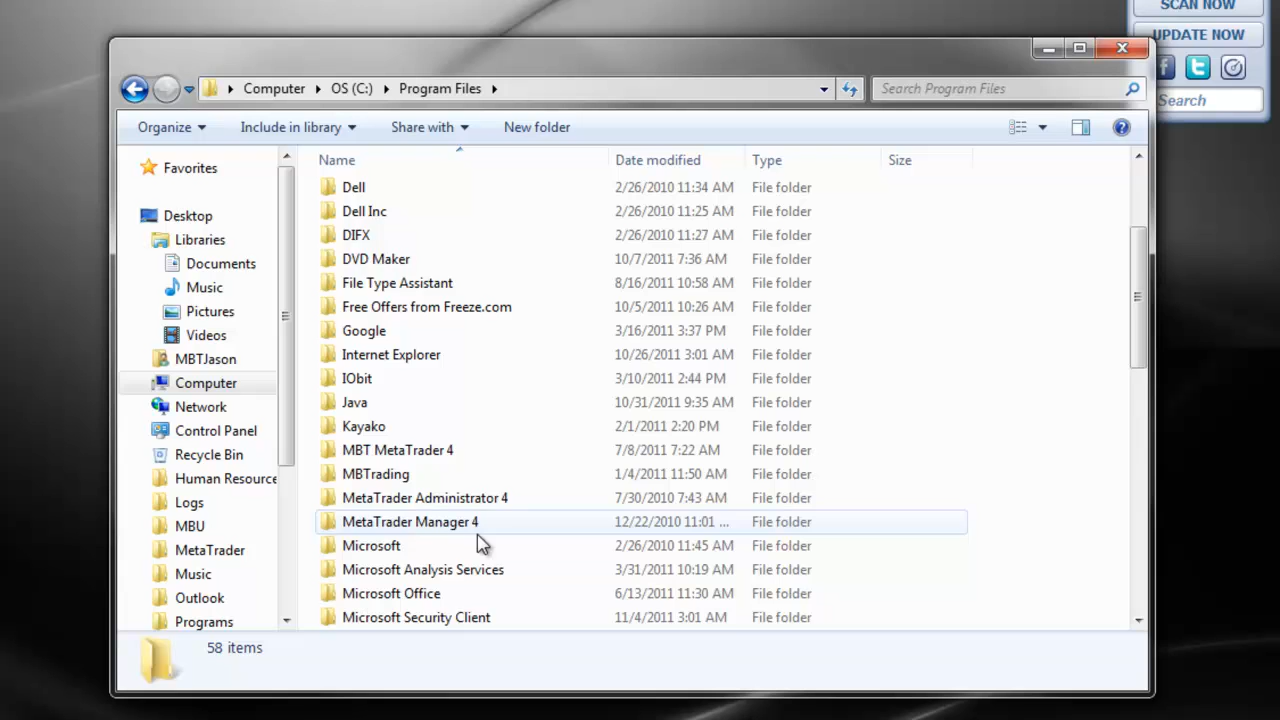 SCAN NOW
UPDATE NOW
f
t
Search
Computer
OS (C:)
Program Files
Search Program Files
Organize
Include in library
Share with
New folder
Name
Date modified
Type
Size
Favorites
Desktop
Libraries
Documents
Music
Pictures
Videos
MBTJason
Computer
Network
Control Panel
Recycle Bin
Human Resource
Logs
MBU
MetaTrader
Music
Outlook
Programs
Dell 2/26/2010 11:34 AM File folder
Dell Inc 2/26/2010 11:25 AM File folder
DIFX 2/26/2010 11:27 AM File folder
DVD Maker 10/7/2011 7:36 AM File folder
File Type Assistant 8/16/2011 10:58 AM File folder
Free Offers from Freeze.com 10/5/2011 10:26 AM File folder
Google 3/16/2011 3:37 PM File folder
Internet Explorer 10/26/2011 3:01 AM File folder
IObit 3/10/2011 2:44 PM File folder
Java 10/31/2011 9:35 AM File folder
Kayako 2/1/2011 2:20 PM File folder
MBT MetaTrader 4 7/8/2011 7:22 AM File folder
MBTrading 1/4/2011 11:50 AM File folder
MetaTrader Administrator 4 7/30/2010 7:43 AM File folder
MetaTrader Manager 4 12/22/2010 11:01 ... File folder
Microsoft 2/26/2010 11:45 AM File folder
Microsoft Analysis Services 3/31/2011 10:19 AM File folder
Microsoft Office 6/13/2011 11:30 AM File folder
Microsoft Security Client 11/4/2011 3:01 AM File folder
58 items